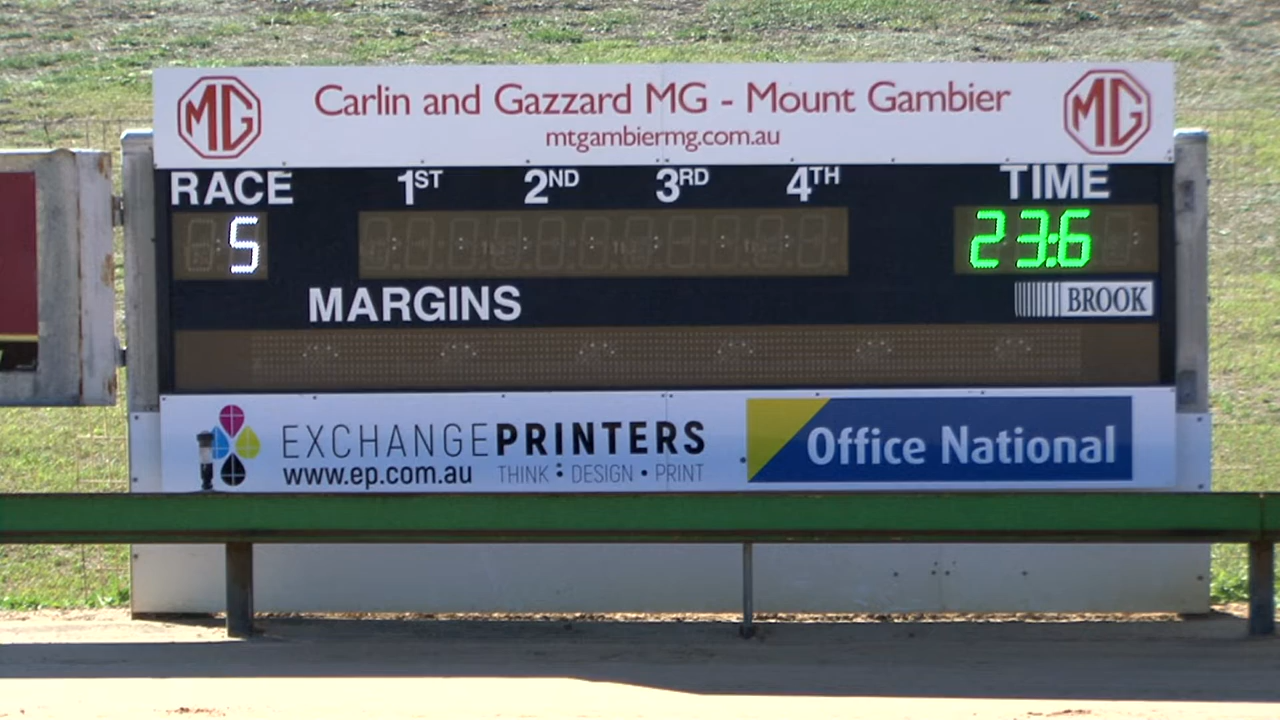 MG Carlin and Gazzard MG - Mount Gambier MG
mtgambiermg.com.au
RACE 1ST 2ND 3RD 4TH TIME
5 23:6
MARGINS BROOK
EXCHANGEPRINTERS Office National
www.ep.com.au THINK : DESIGN • PRINT